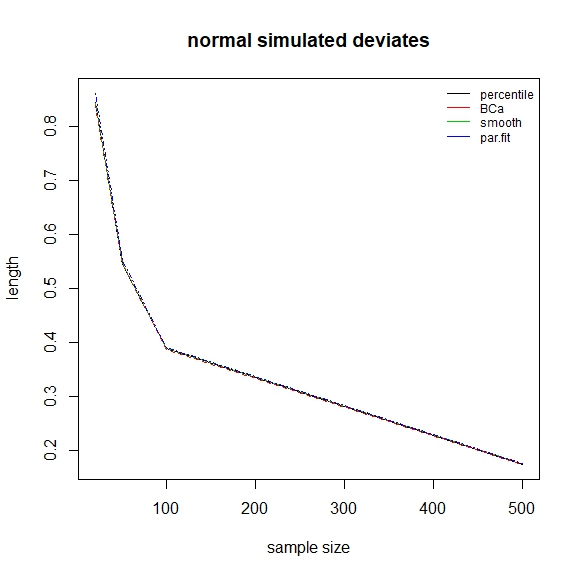 normal simulated deviates
percentile
BCa
smooth
par.fit
length
0.8
0.7
0.6
0.5
0.4
0.3
0.2
100 200 300 400 500
sample size